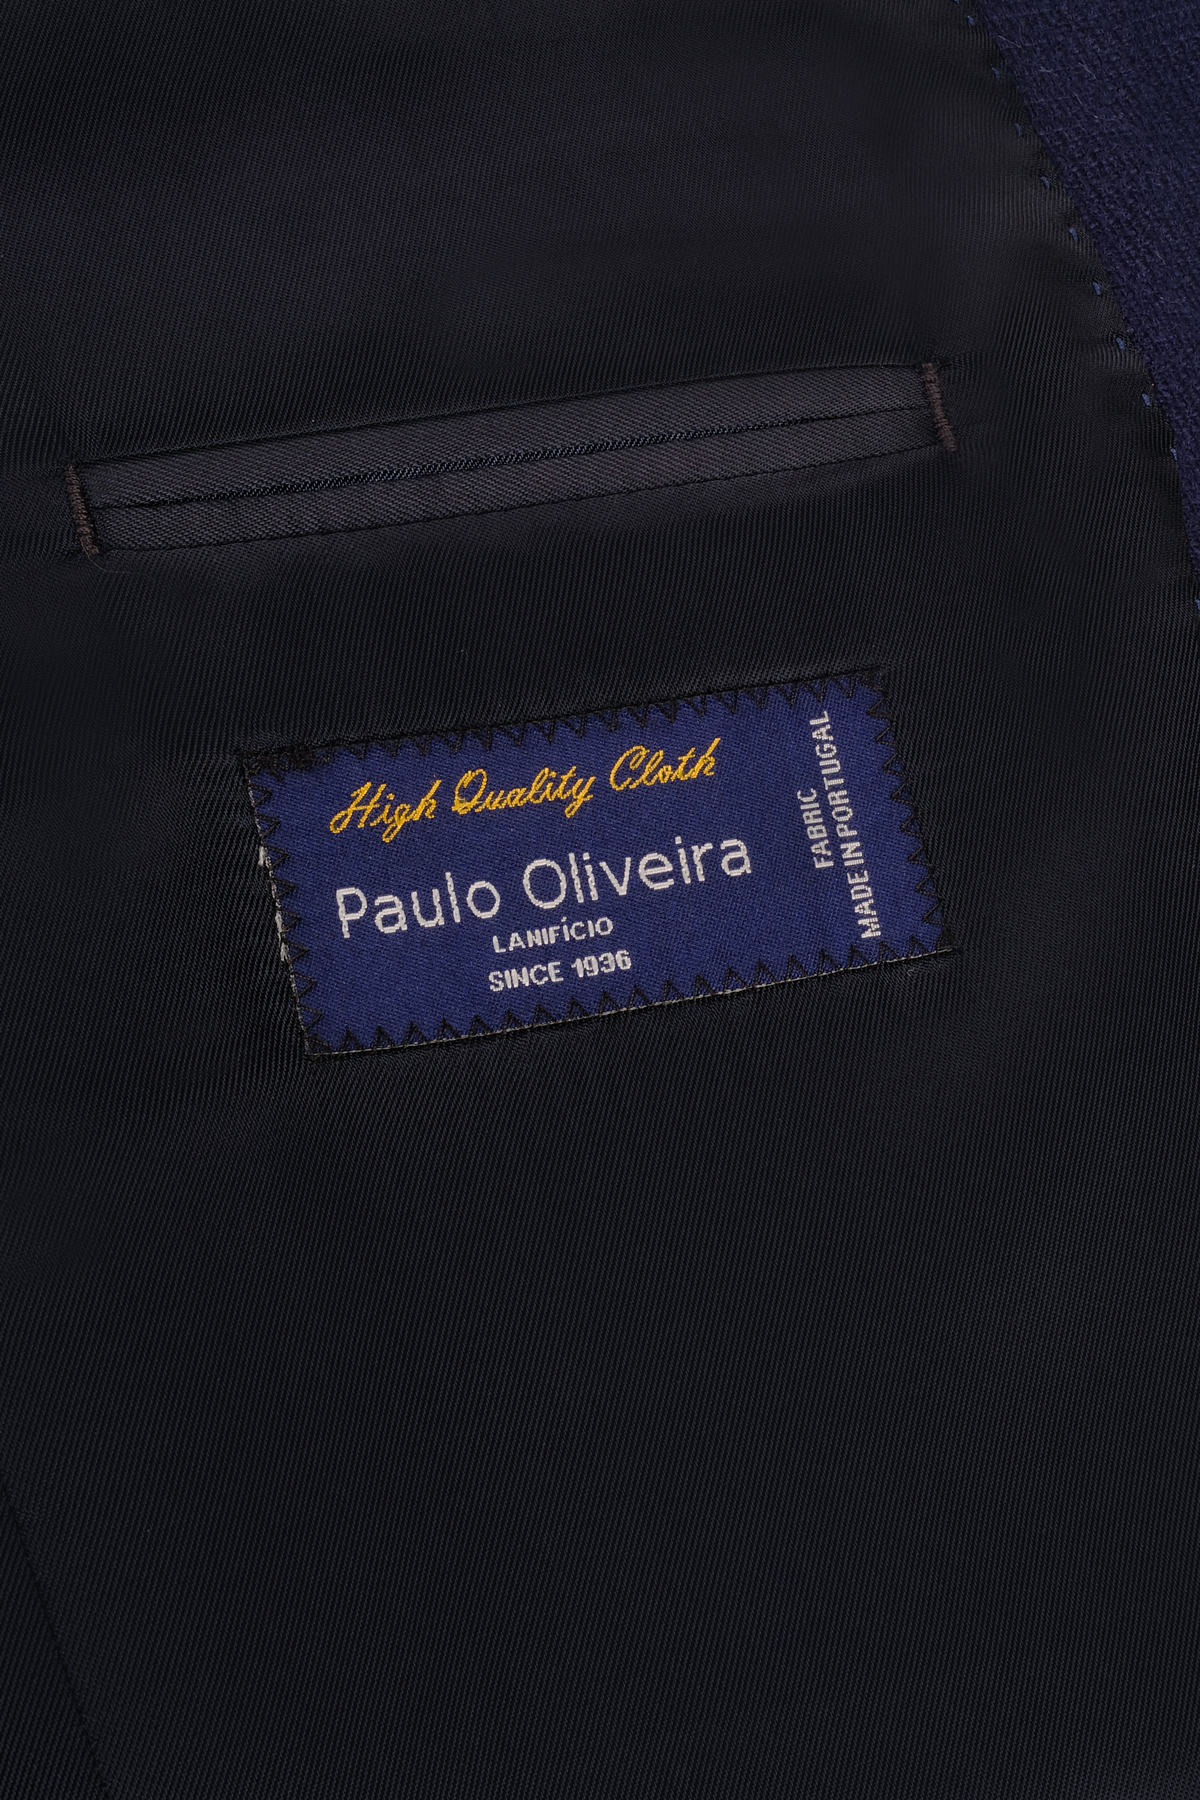 High Quality Cloth
Paulo Oliveira
LANIFÍCIO
SINCE 1936
FABRIC
MADE IN PORTUGAL